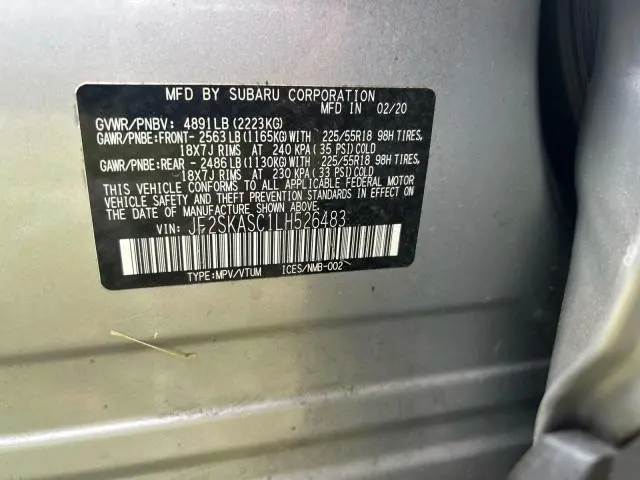 MFD BY SUBARU CORPORATION
MFD IN 02/20
GVWR/PNBV: 4891LB (2223KG)
GAWR/PNBE:FRONT-2563LB(1165KG)WITH 225/55R18 98H TIRES,
18X7J RIMS AT 240 KPA(35 PSI)COLD
GAWR/PNBE:REAR -2486LB(1130KG)WITH 225/55R18 98H TIRES,
18X7J RIMS AT 230 KPA(33 PSI)COLD
THIS VEHICLE CONFORMS TO ALL APPLICABLE FEDERAL MOTOR
VEHICLE SAFETY AND THEFT PREVENTION STANDARDS IN EFFECT ON
THE DATE OF MANUFACTURE SHOWN ABOVE.
VIN: JF2SKASC1LH526483
TYPE:MPV/VTUM ICES/NMB-002